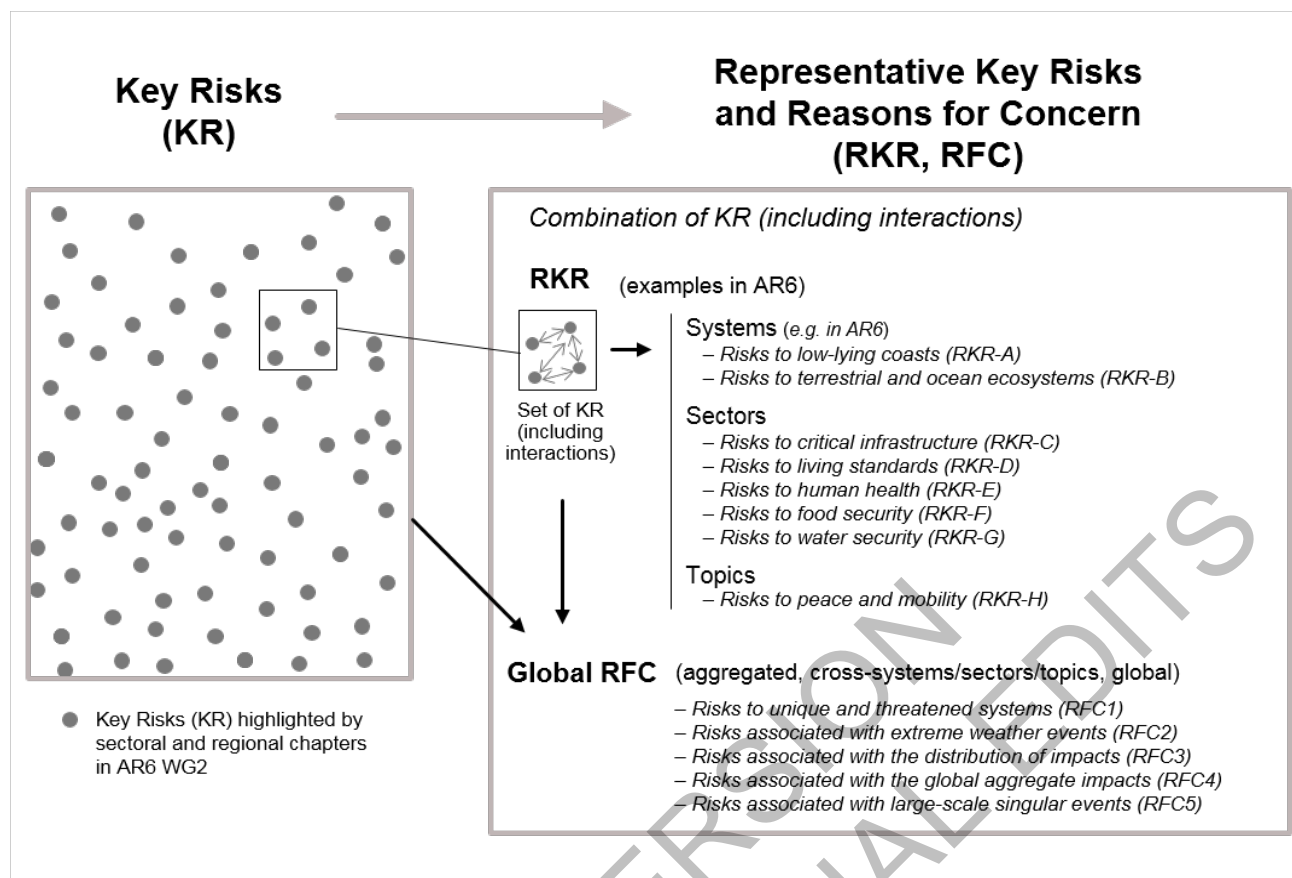 Key Risks
(KR)
Representative Key Risks
and Reasons for Concern
(RKR, RFC)
Combination of KR (including interactions)
RKR (examples in AR6)
Set of KR
(including
interactions)
Systems (e.g. in AR6)
– Risks to low-lying coasts (RKR-A)
– Risks to terrestrial and ocean ecosystems (RKR-B)
Sectors
– Risks to critical infrastructure (RKR-C)
– Risks to living standards (RKR-D)
– Risks to human health (RKR-E)
– Risks to food security (RKR-F)
– Risks to water security (RKR-G)
Topics
– Risks to peace and mobility (RKR-H)
Global RFC (aggregated, cross-systems/sectors/topics, global)
– Risks to unique and threatened systems (RFC1)
– Risks associated with extreme weather events (RFC2)
– Risks associated with the distribution of impacts (RFC3)
– Risks associated with the global aggregate impacts (RFC4)
– Risks associated with large-scale singular events (RFC5)
Key Risks (KR) highlighted by
sectoral and regional chapters
in AR6 WG2
EDITS